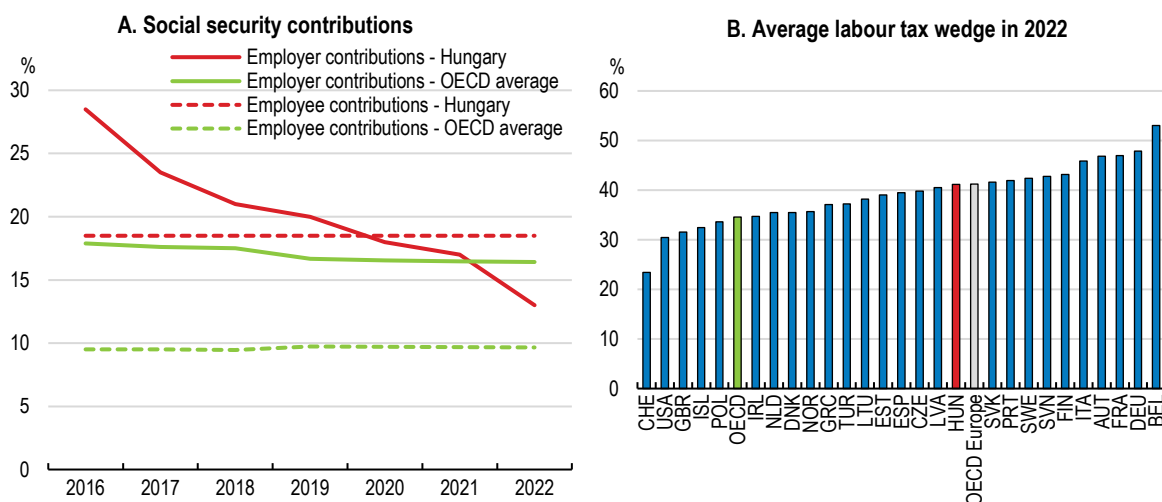 A. Social security contributions
%
Employer contributions - Hungary
Employer contributions - OECD average
Employee contributions - Hungary
Employee contributions - OECD average
30
25
20
15
10
5
0
2016 2017 2018 2019 2020 2021 2022
B. Average labour tax wedge in 2022
%
60
50
40
30
20
10
0
CHE
USA
GBR
ISL
POL
OECD
IRL
NLD
DNK
NOR
GRC
TUR
LTU
EST
ESP
CZE
LVA
HUN
OECD Europe
SVK
PRT
SWE
SVN
FIN
ITA
AUT
FRA
DEU
BEL